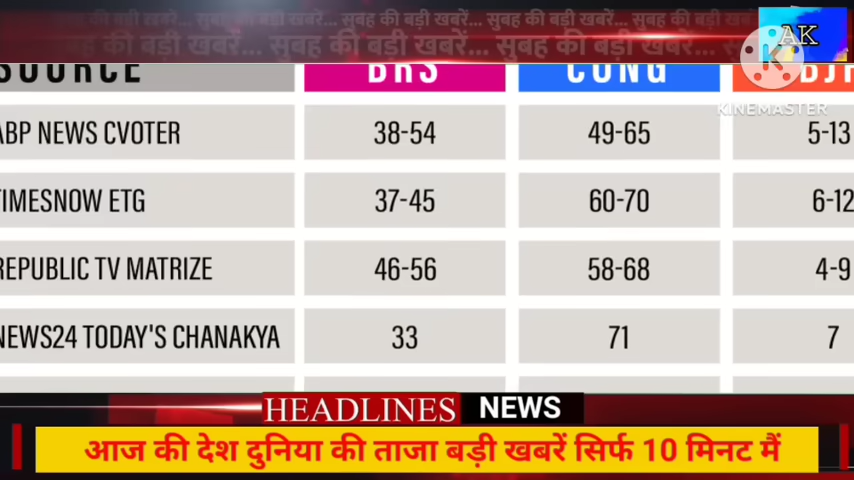 सुबह की बड़ी खबरें... सुबह की बड़ी खबरें... सुबह की बड़ी खबरें...
की बड़ी खबरें... सुबह की बड़ी खबरें... सुबह की बड़ी खबरें...
AK
KINEMASTER
SOURCE BRS CONG BJP
ABP NEWS CVOTER 38-54 49-65 5-13
TIMESNOW ETG 37-45 60-70 6-12
REPUBLIC TV MATRIZE 46-56 58-68 4-9
NEWS24 TODAY'S CHANAKYA 33 71 7
HEADLINES NEWS
आज की देश दुनिया की ताजा बड़ी खबरें सिर्फ 10 मिनट मैं